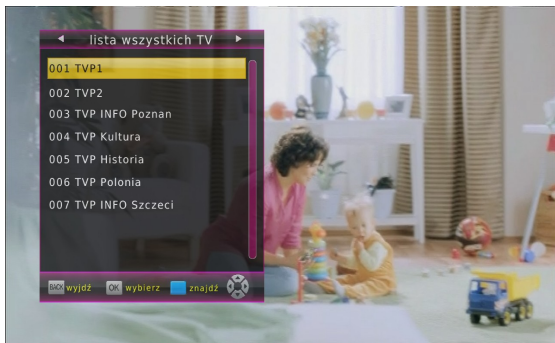 lista wszystkich TV
001 TVP1
002 TVP2
003 TVP INFO Poznan
004 TVP Kultura
005 TVP Historia
006 TVP Polonia
007 TVP INFO Szczeci
BACK wyjdź OK wybierz znajdź